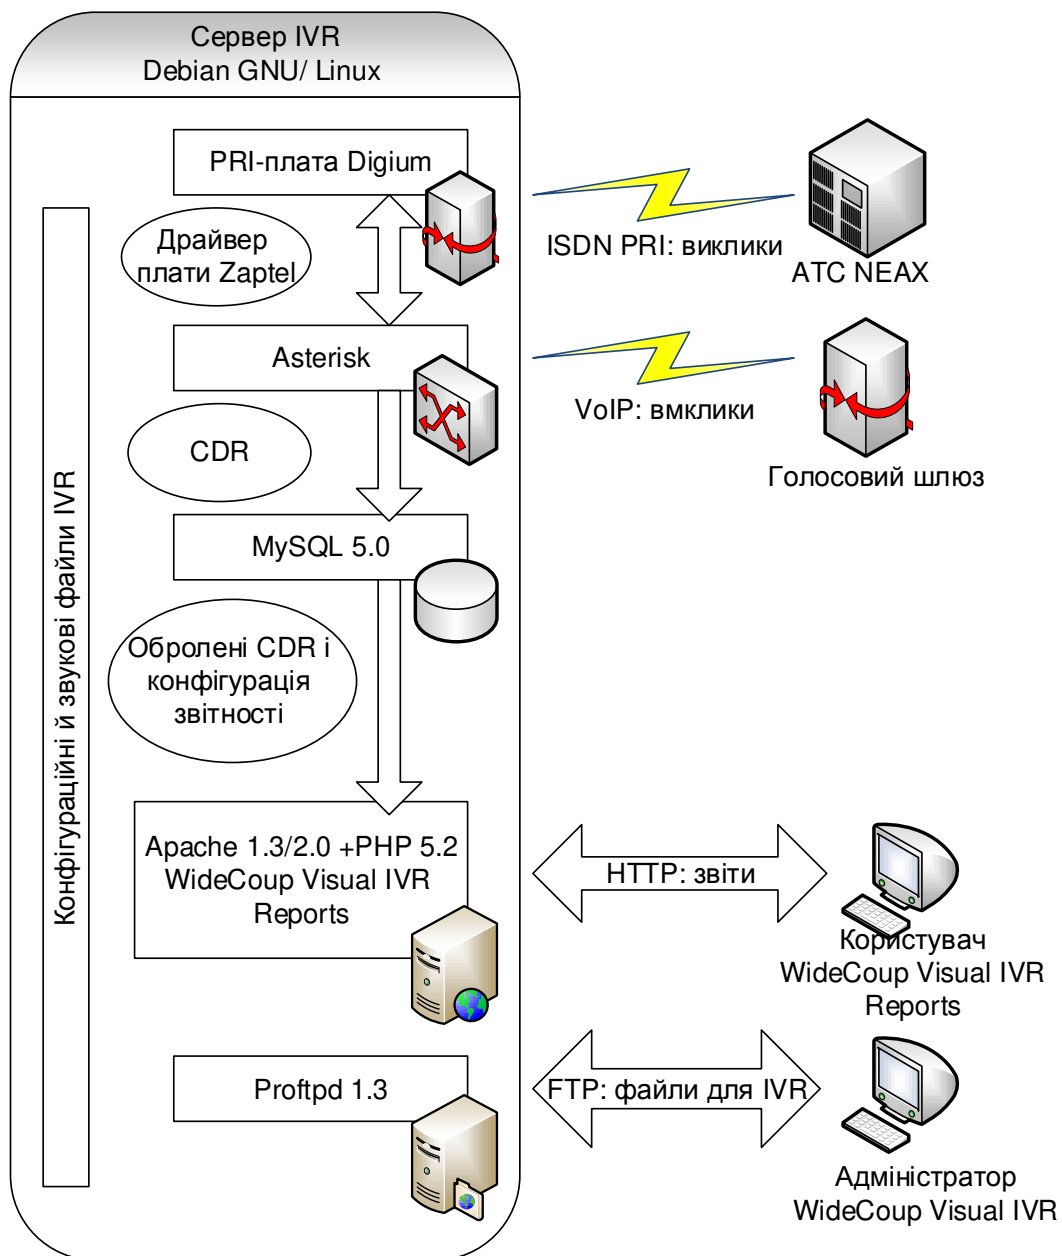 Сервер IVR
Debian GNU/ Linux
PRI-плата Digium
Драйвер
плати Zaptel
ISDN PRI: виклики
АТС NEAX
Asterisk
VoIP: вмклики
Голосовий шлюз
CDR
MySQL 5.0
Обролені CDR і
конфігурація
звітності
Конфігураційні й звукові файли IVR
Apache 1.3/2.0 +PHP 5.2
WideCoup Visual IVR
Reports
HTTP: звіти
Користувач
WideCoup Visual IVR
Reports
Proftpd 1.3
FTP: файли для IVR
Адміністратор
WideCoup Visual IVR